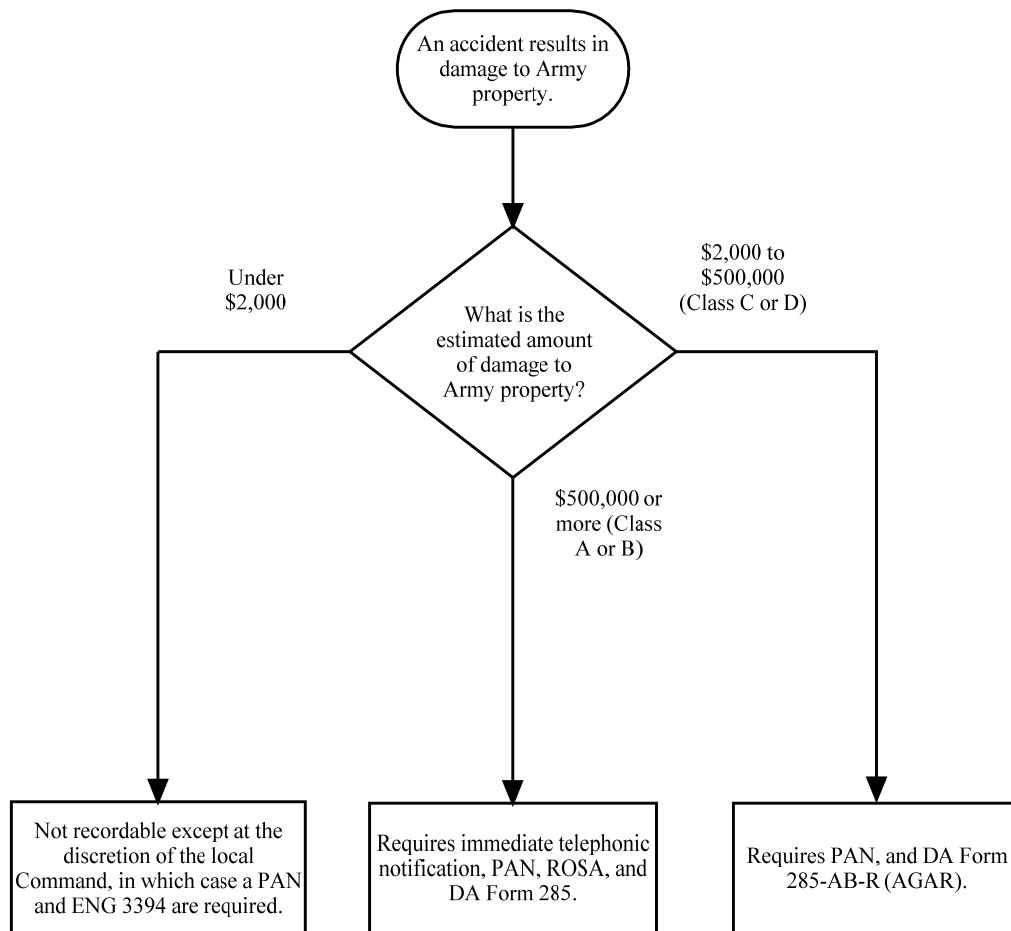 An accident results in
damage to Army
property.
Under
$2,000
$2,000 to
$500,000
(Class C or D)
What is the
estimated amount
of damage to
Army property?
$500,000 or
more (Class
A or B)
Not recordable except at the
discretion of the local
Command, in which case a PAN
and ENG 3394 are required.
Requires immediate telephonic
notification, PAN, ROSA, and
DA Form 285.
Requires PAN, and DA Form
285-AB-R (AGAR).